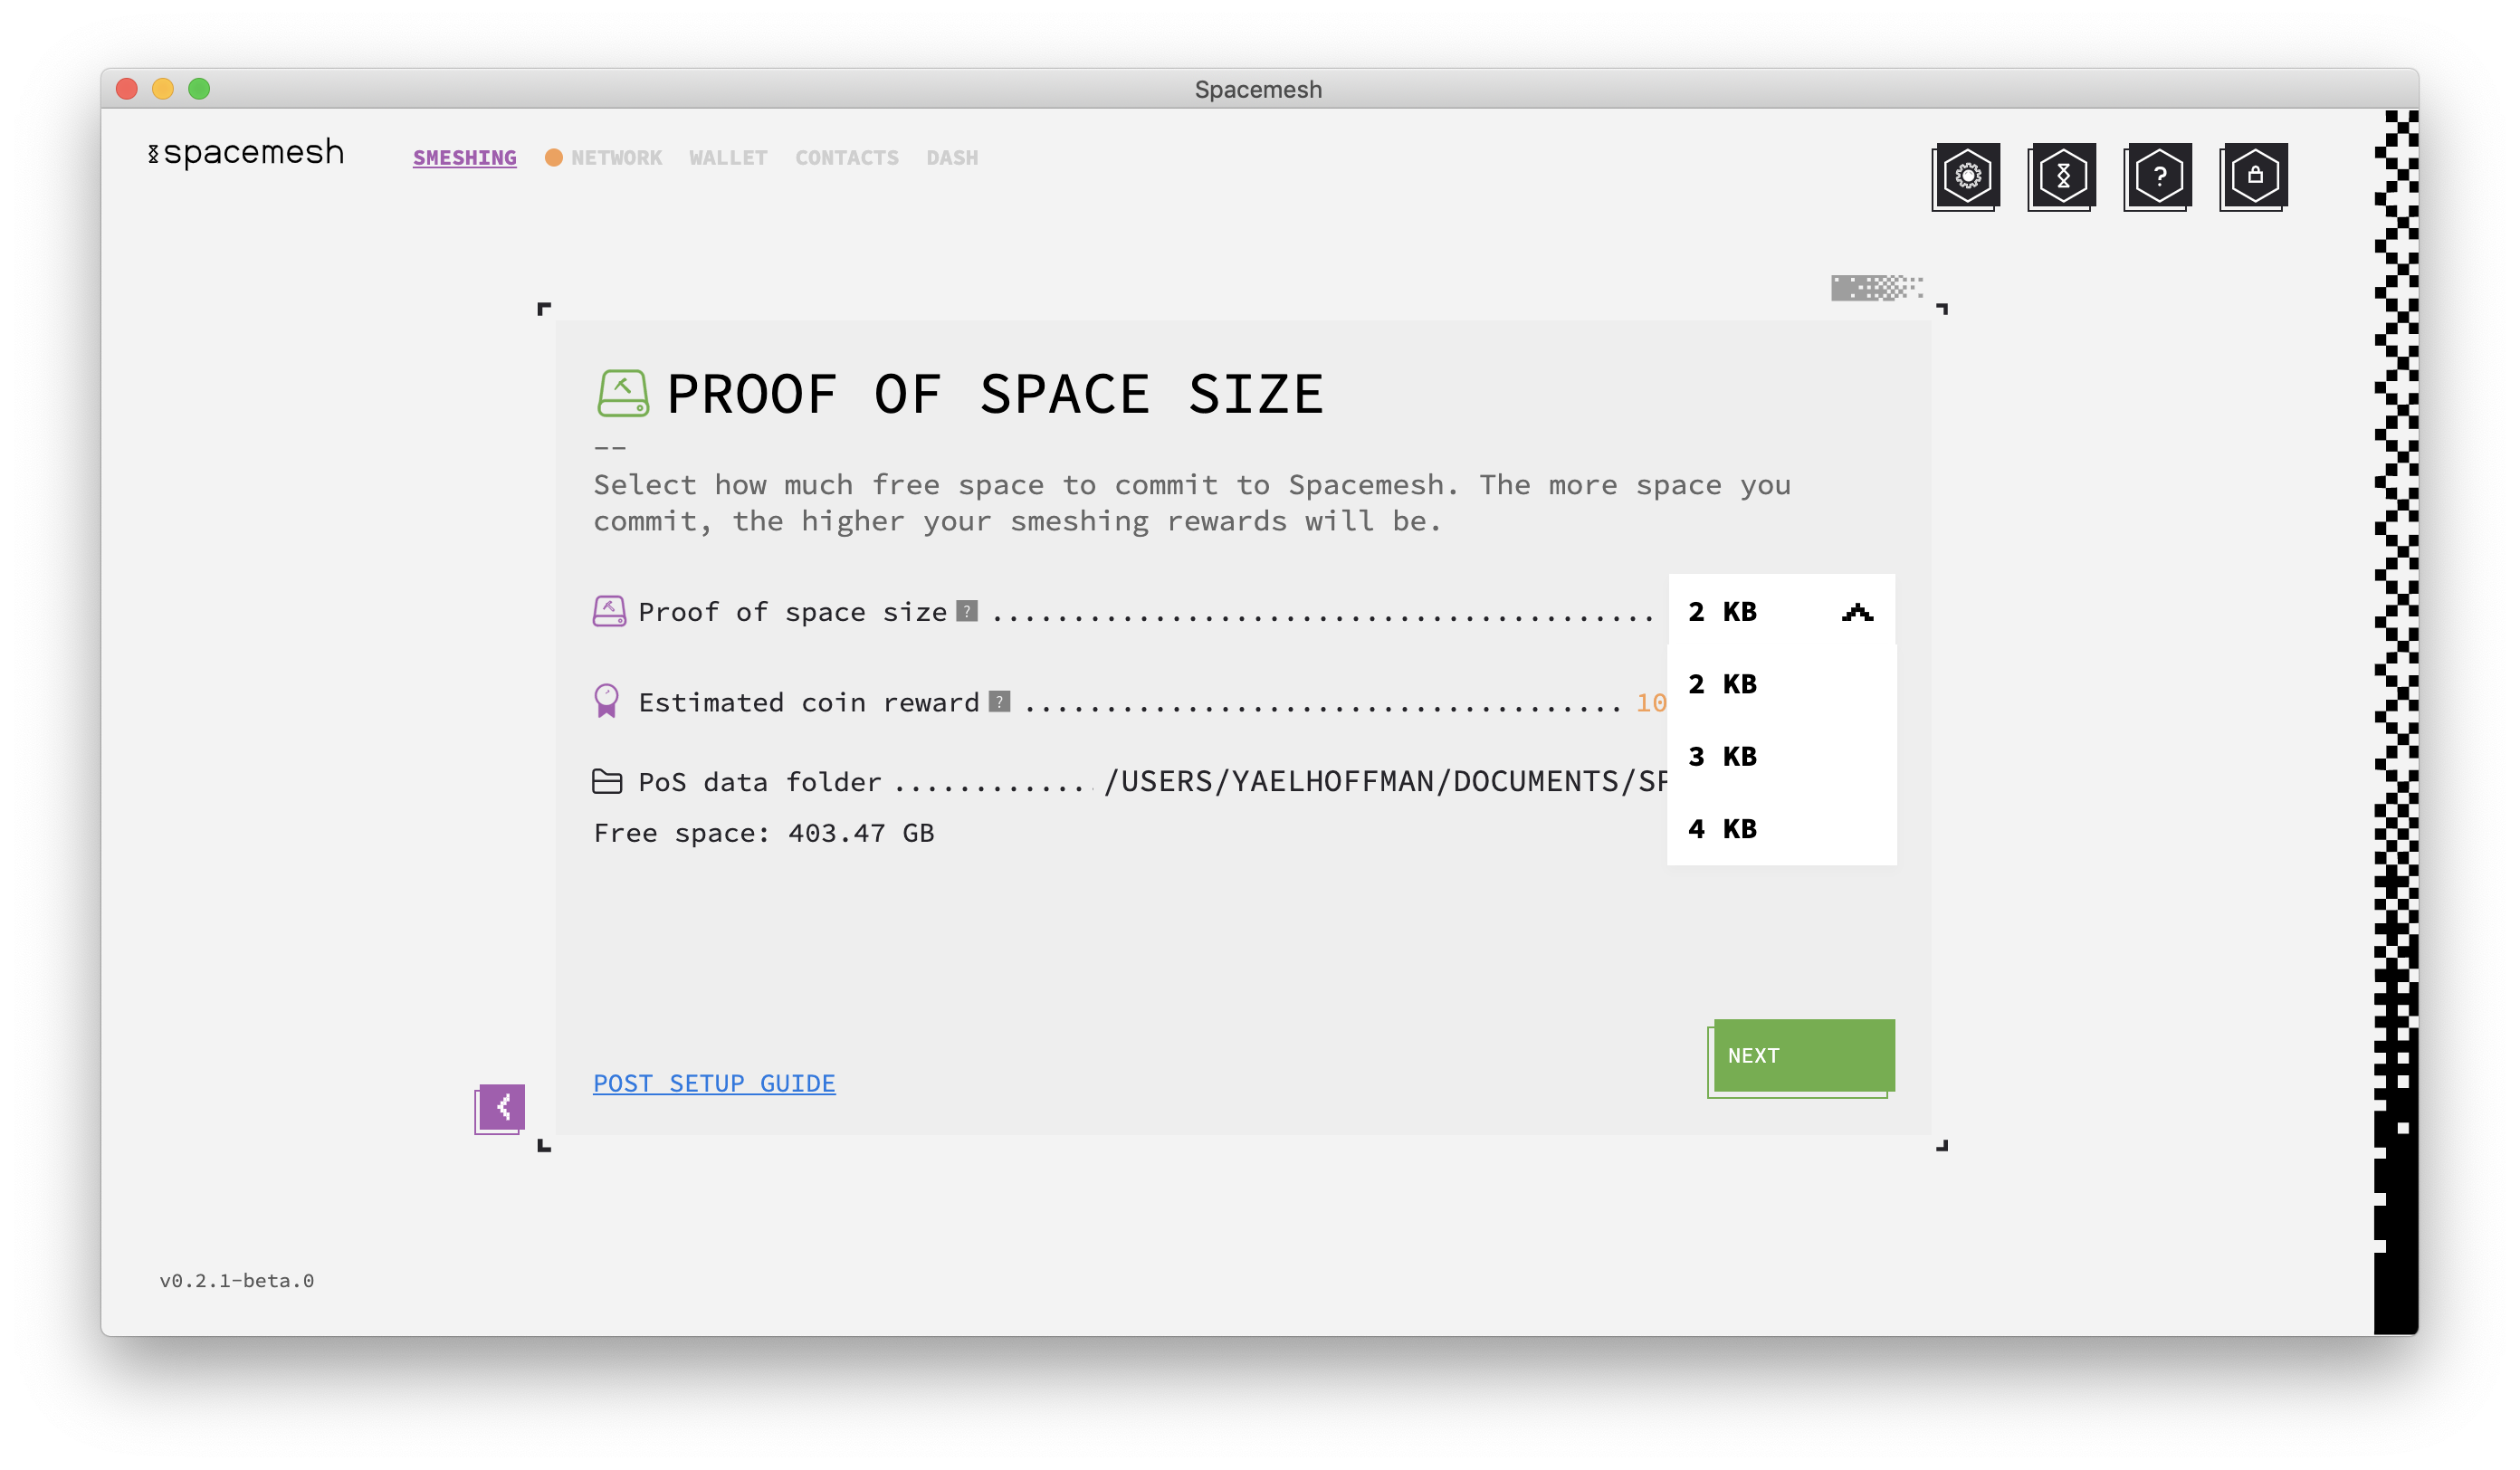 Spacemesh
spacemesh
SMESHING NETWORK WALLET CONTACTS DASH
?
PROOF OF SPACE SIZE
--
Select how much free space to commit to Spacemesh. The more space you
commit, the higher your smeshing rewards will be.
Proof of space size ? ......................................... 2 KB
2 KB
Estimated coin reward ? ..................................... 10
3 KB
PoS data folder ............. /USERS/YAELHOFFMAN/DOCUMENTS/SP
4 KB
Free space: 403.47 GB
NEXT
POST SETUP GUIDE
v0.2.1-beta.0